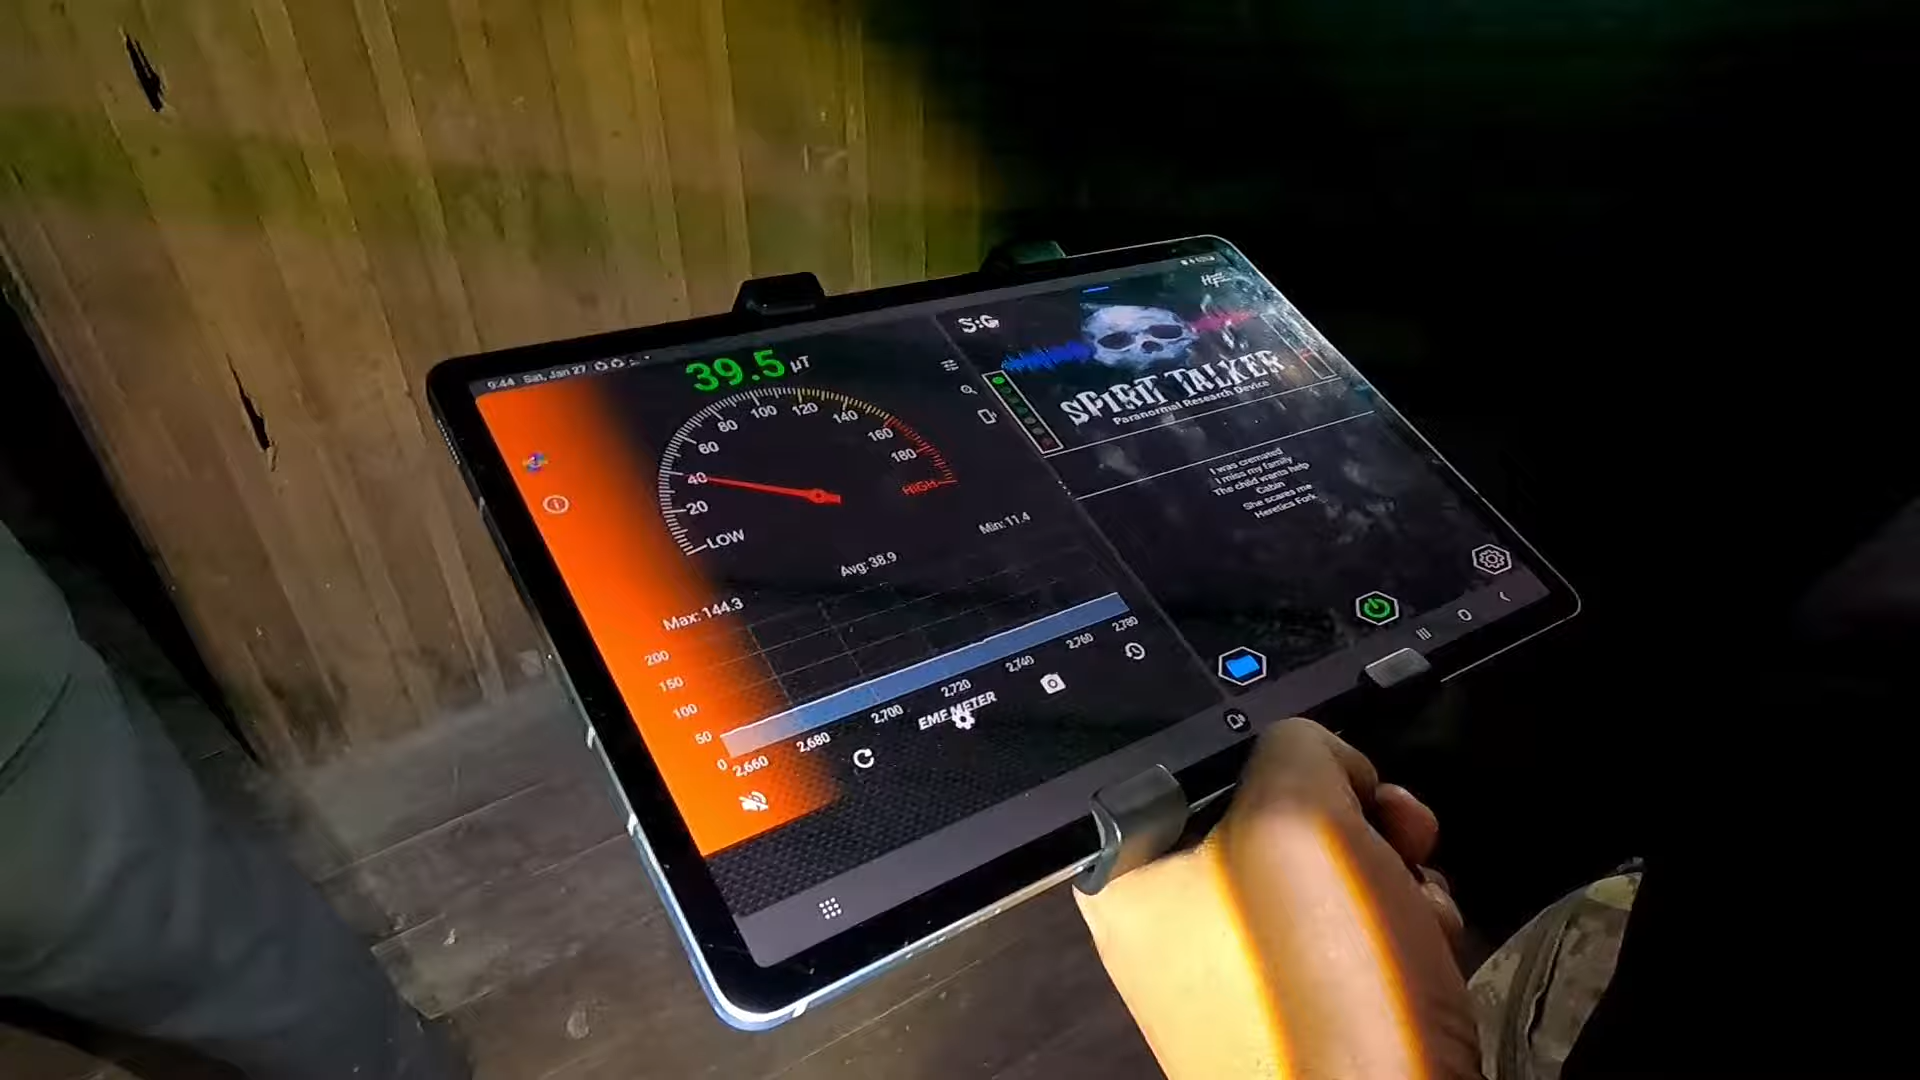 9:44 Sat, Jan 27
39.5 µT
LOW
20
40
60
80
100
120
140
160
180
HIGH
Min: 11.4
Avg: 38.9
Max: 144.3
200
150
100
50
0
2,660
2,680
2,700
2,720
2,740
2,760
2,780
EMF METER
S:G
SPIRIT TALKER
Paranormal Research Device
I was cremated
I miss my family
The child wants help
Cabin
She scares me
Heretics Fork